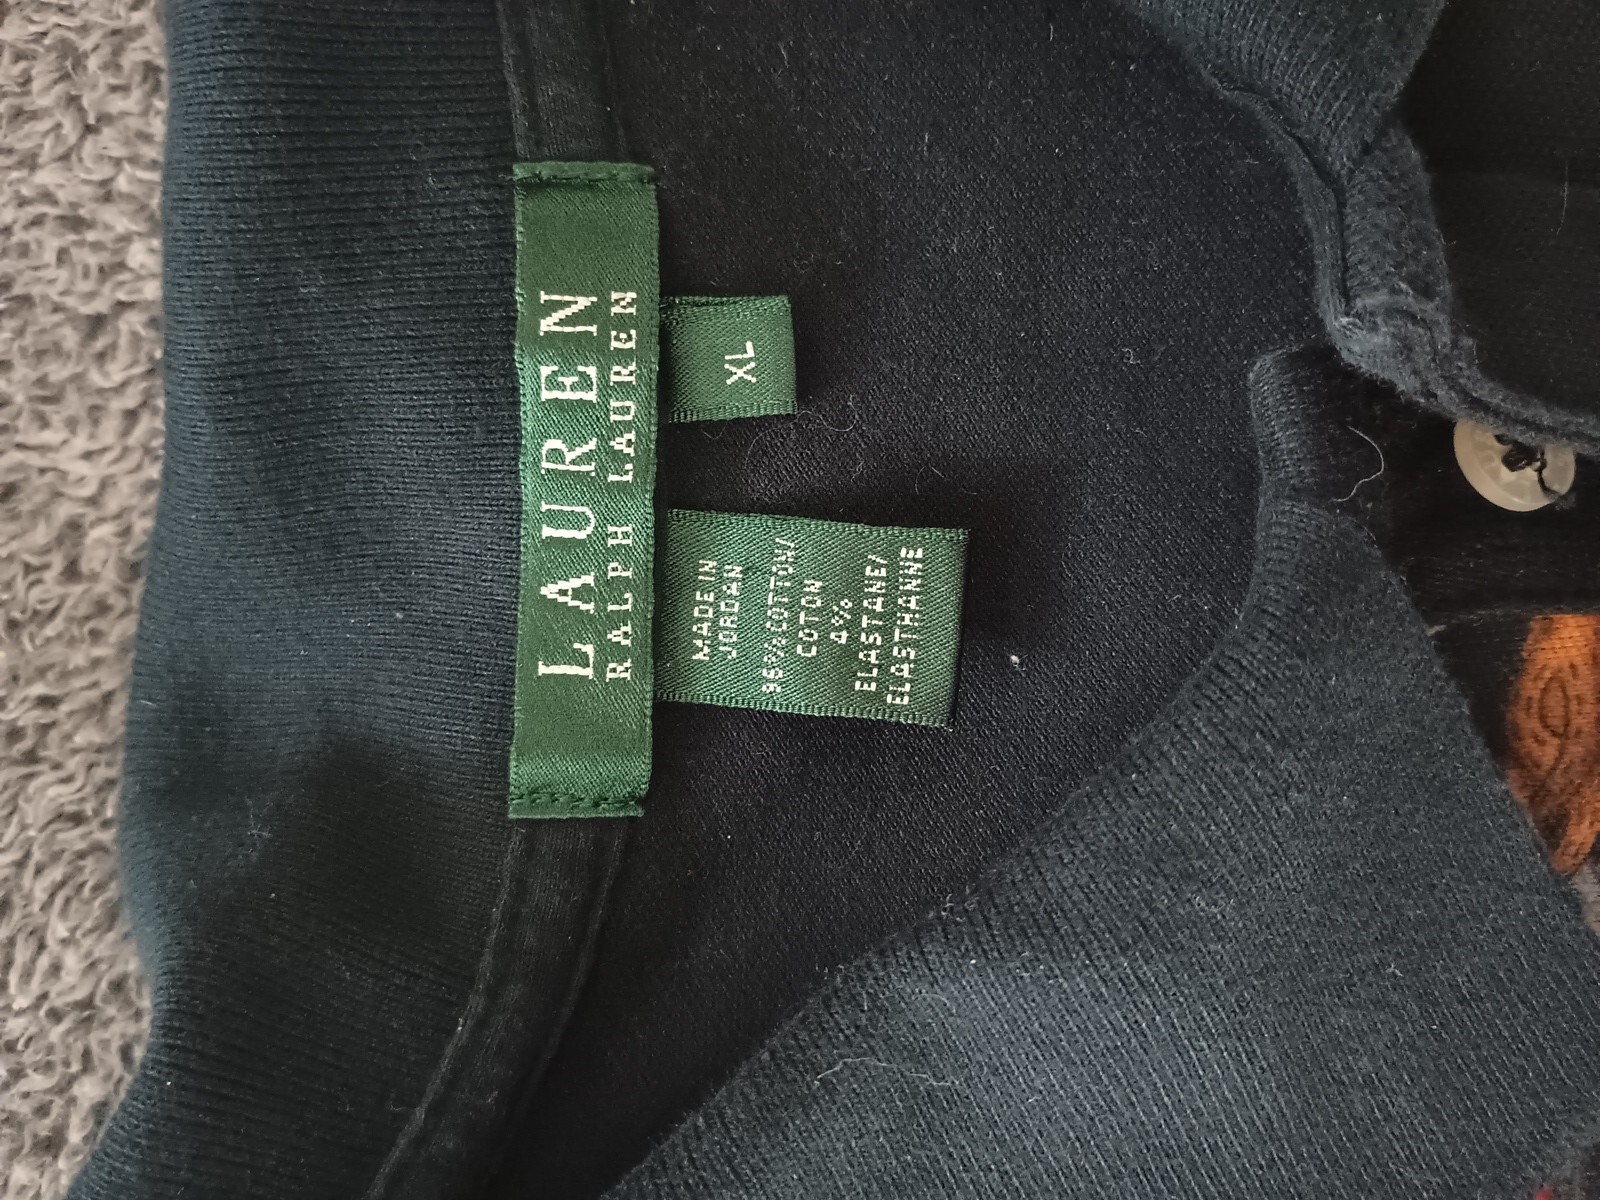 LAUREN
RALPH LAUREN
XL
MADE IN
JORDAN
96% COTTON/
COTON
4%
ELASTANE/
ELASTHANNE